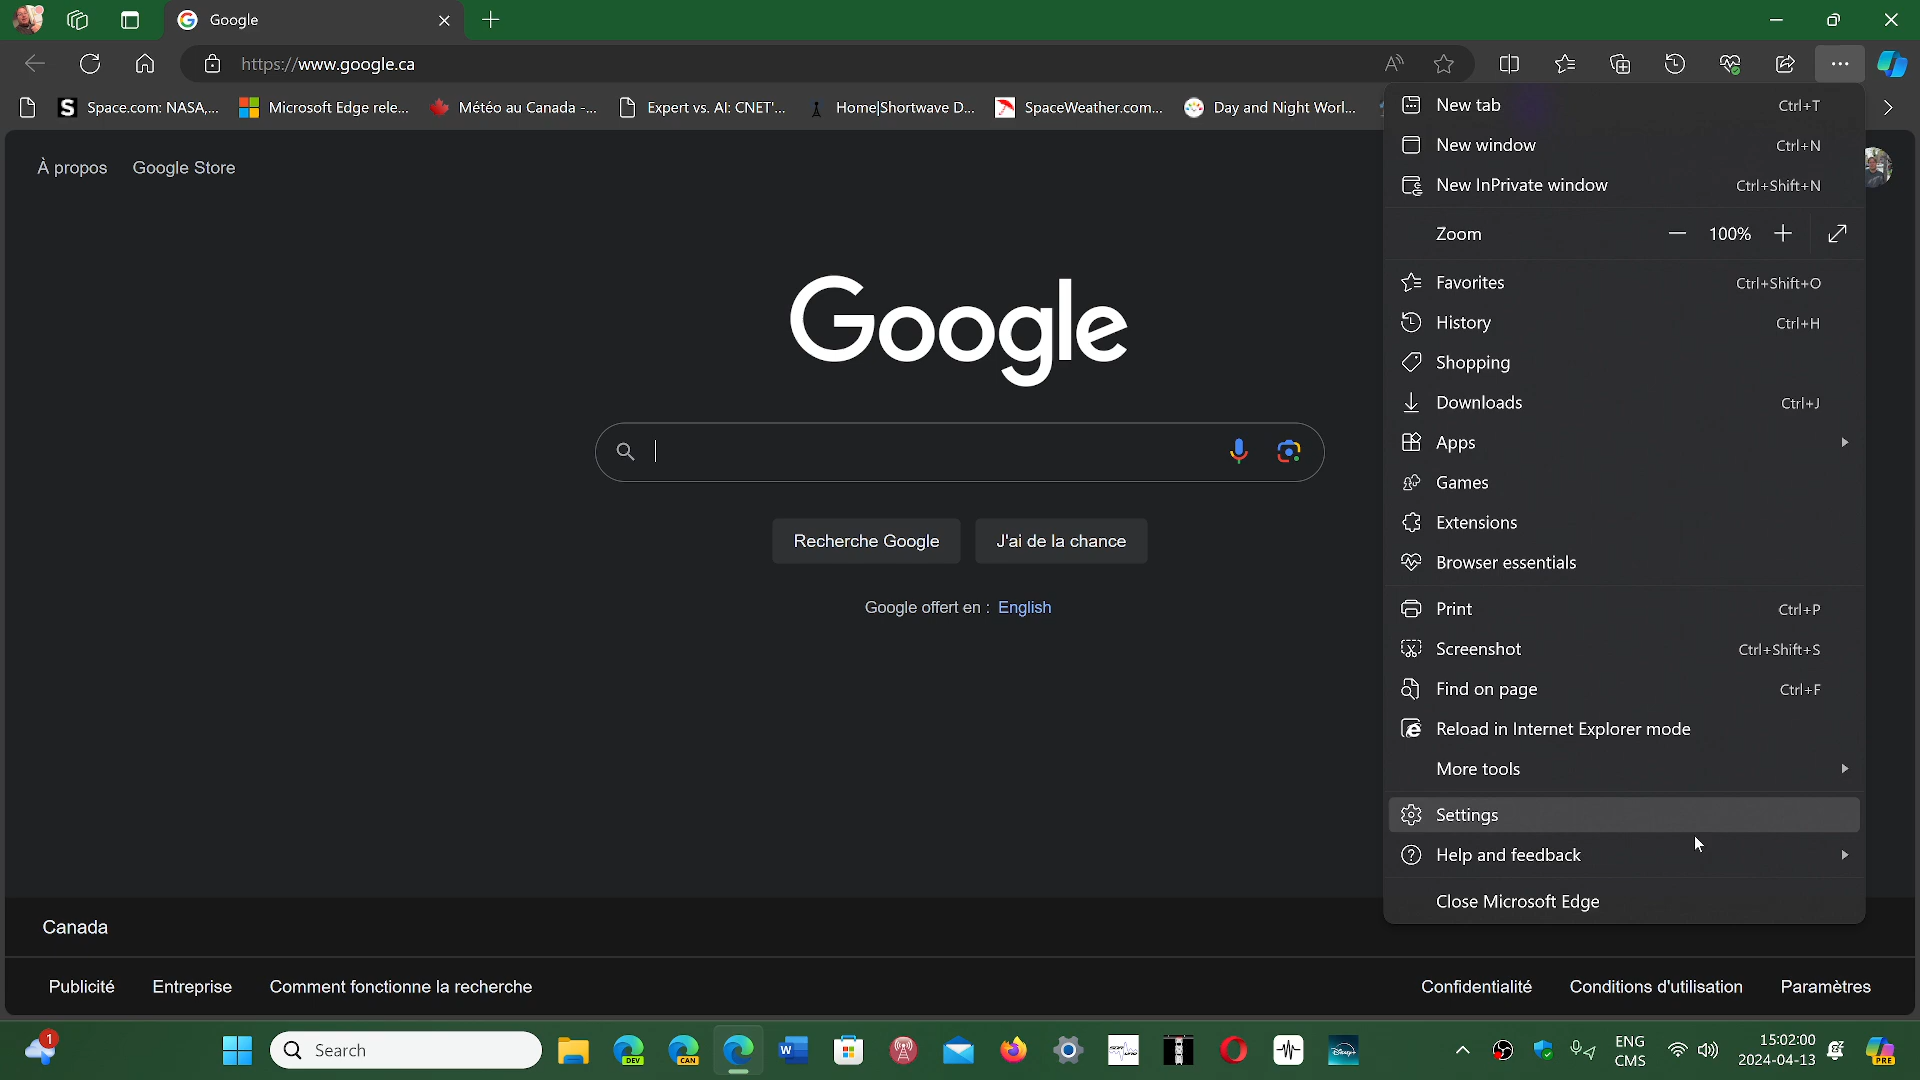 Google
https://www.google.ca
Space.com: NASA,...
Microsoft Edge rele...
Météo au Canada -...
Expert vs. AI: CNET'...
Home|Shortwave D...
SpaceWeather.com...
Day and Night Worl...
À propos
Google Store
Google
Recherche Google
J'ai de la chance
Google offert en : English
New tab Ctrl+T
New window Ctrl+N
New InPrivate window Ctrl+Shift+N
Zoom 100%
Favorites Ctrl+Shift+O
History Ctrl+H
Shopping
Downloads Ctrl+J
Apps
Games
Extensions
Browser essentials
Print Ctrl+P
Screenshot Ctrl+Shift+S
Find on page Ctrl+F
Reload in Internet Explorer mode
More tools
Settings
Help and feedback
Close Microsoft Edge
Canada
Publicité Entreprise Comment fonctionne la recherche
Confidentialité Conditions d'utilisation Paramètres
1
Search
DEV
CAN
Disney+
ENG
CMS
15:02:00
2024-04-13
PRE